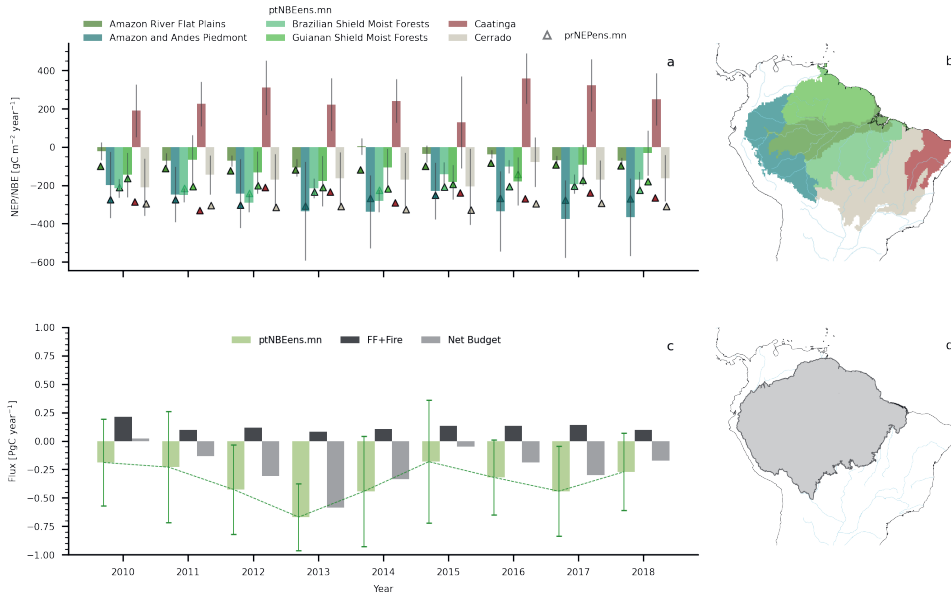 ptNBEens.mn
Amazon River Flat Plains
Brazilian Shield Moist Forests
Caatinga
Amazon and Andes Piedmont
Guianan Shield Moist Forests
Cerrado
prNEPens.mn
a
b
NEP/NBE [gC m⁻² year⁻¹]
400
200
0
−200
−400
−600
ptNBEens.mn
FF+Fire
Net Budget
c
d
Flux [PgC year⁻¹]
1.00
0.75
0.50
0.25
0.00
−0.25
−0.50
−0.75
−1.00
2010 2011 2012 2013 2014 2015 2016 2017 2018
Year